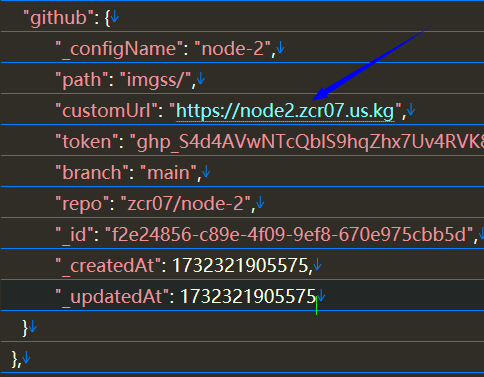 "github": {
"_configName": "node-2",
"path": "imgss/",
"customUrl": "https://node2.zcr07.us.kg",
"token":
"branch": "main",
"repo": "zcr07/node-2",
"_id": "f2e24856-c89e-4f09-9ef8-670e975cbb5d",
"_createdAt": 1732321905575,
"_updatedAt": 1732321905575
}
},